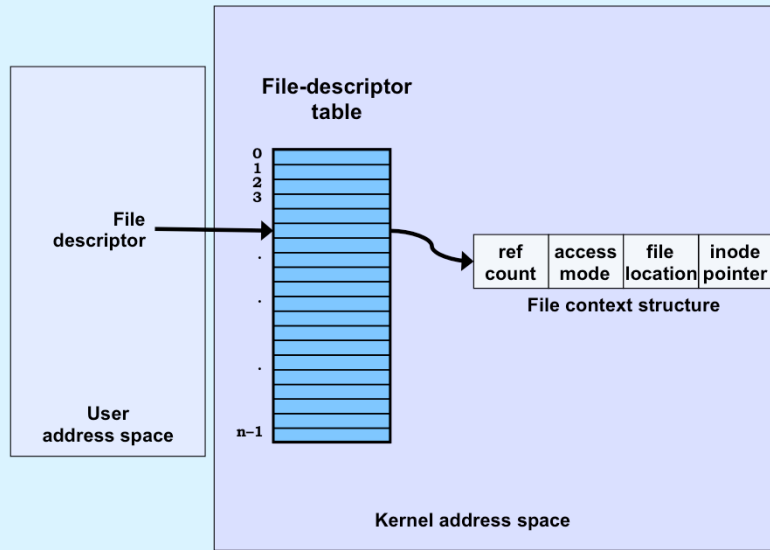 File-descriptor
table
0
1
2
3
.
.
.
n–1
File
descriptor
User
address space
ref
count
access
mode
file
location
inode
pointer
File context structure
Kernel address space